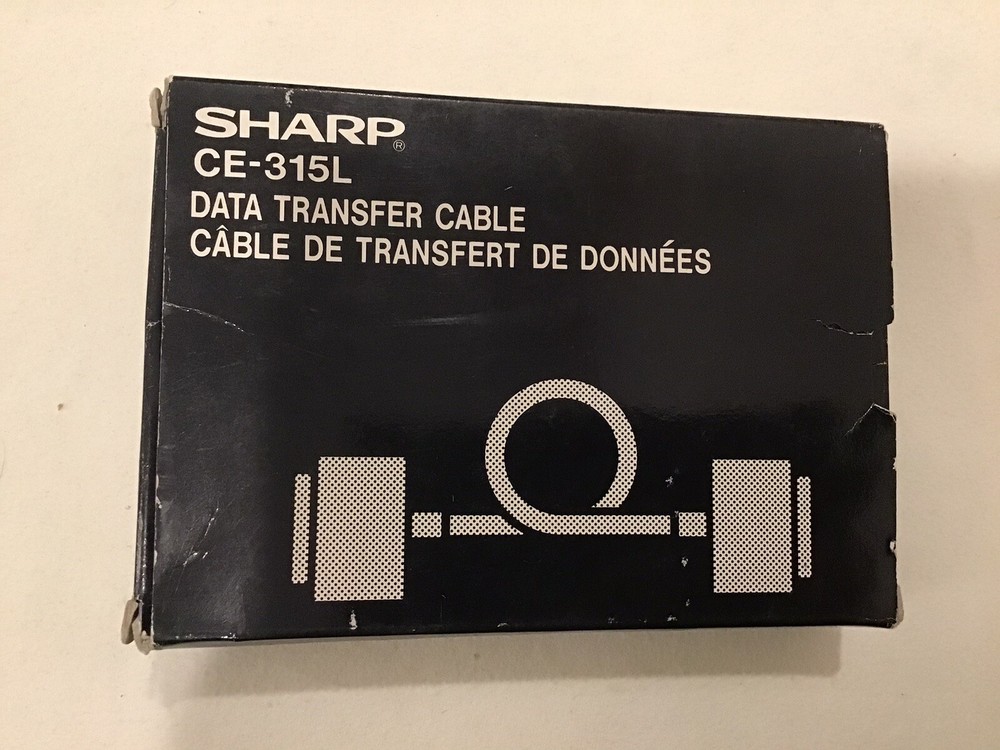 SHARP®
CE-315L
DATA TRANSFER CABLE
CÂBLE DE TRANSFERT DE DONNÉES